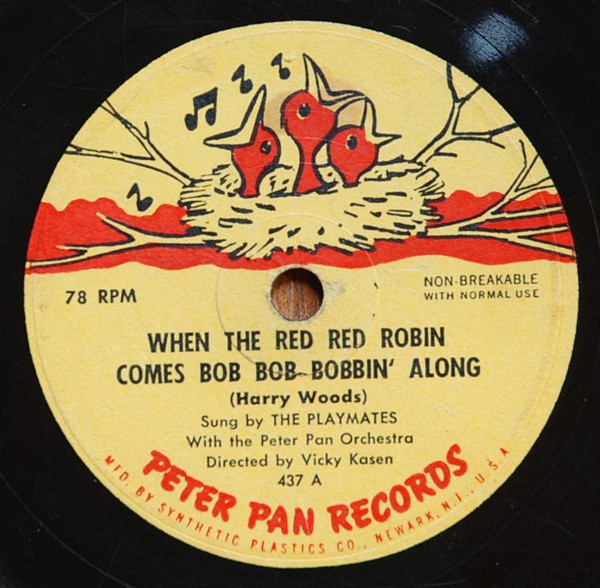 78 RPM
NON-BREAKABLE
WITH NORMAL USE
WHEN THE RED RED ROBIN
COMES BOB BOB BOBBIN' ALONG
(Harry Woods)
Sung by THE PLAYMATES
With the Peter Pan Orchestra
Directed by Vicky Kasen
437 A
PETER PAN RECORDS
MFD. BY SYNTHETIC PLASTICS CO., NEWARK, N.J., U.S.A